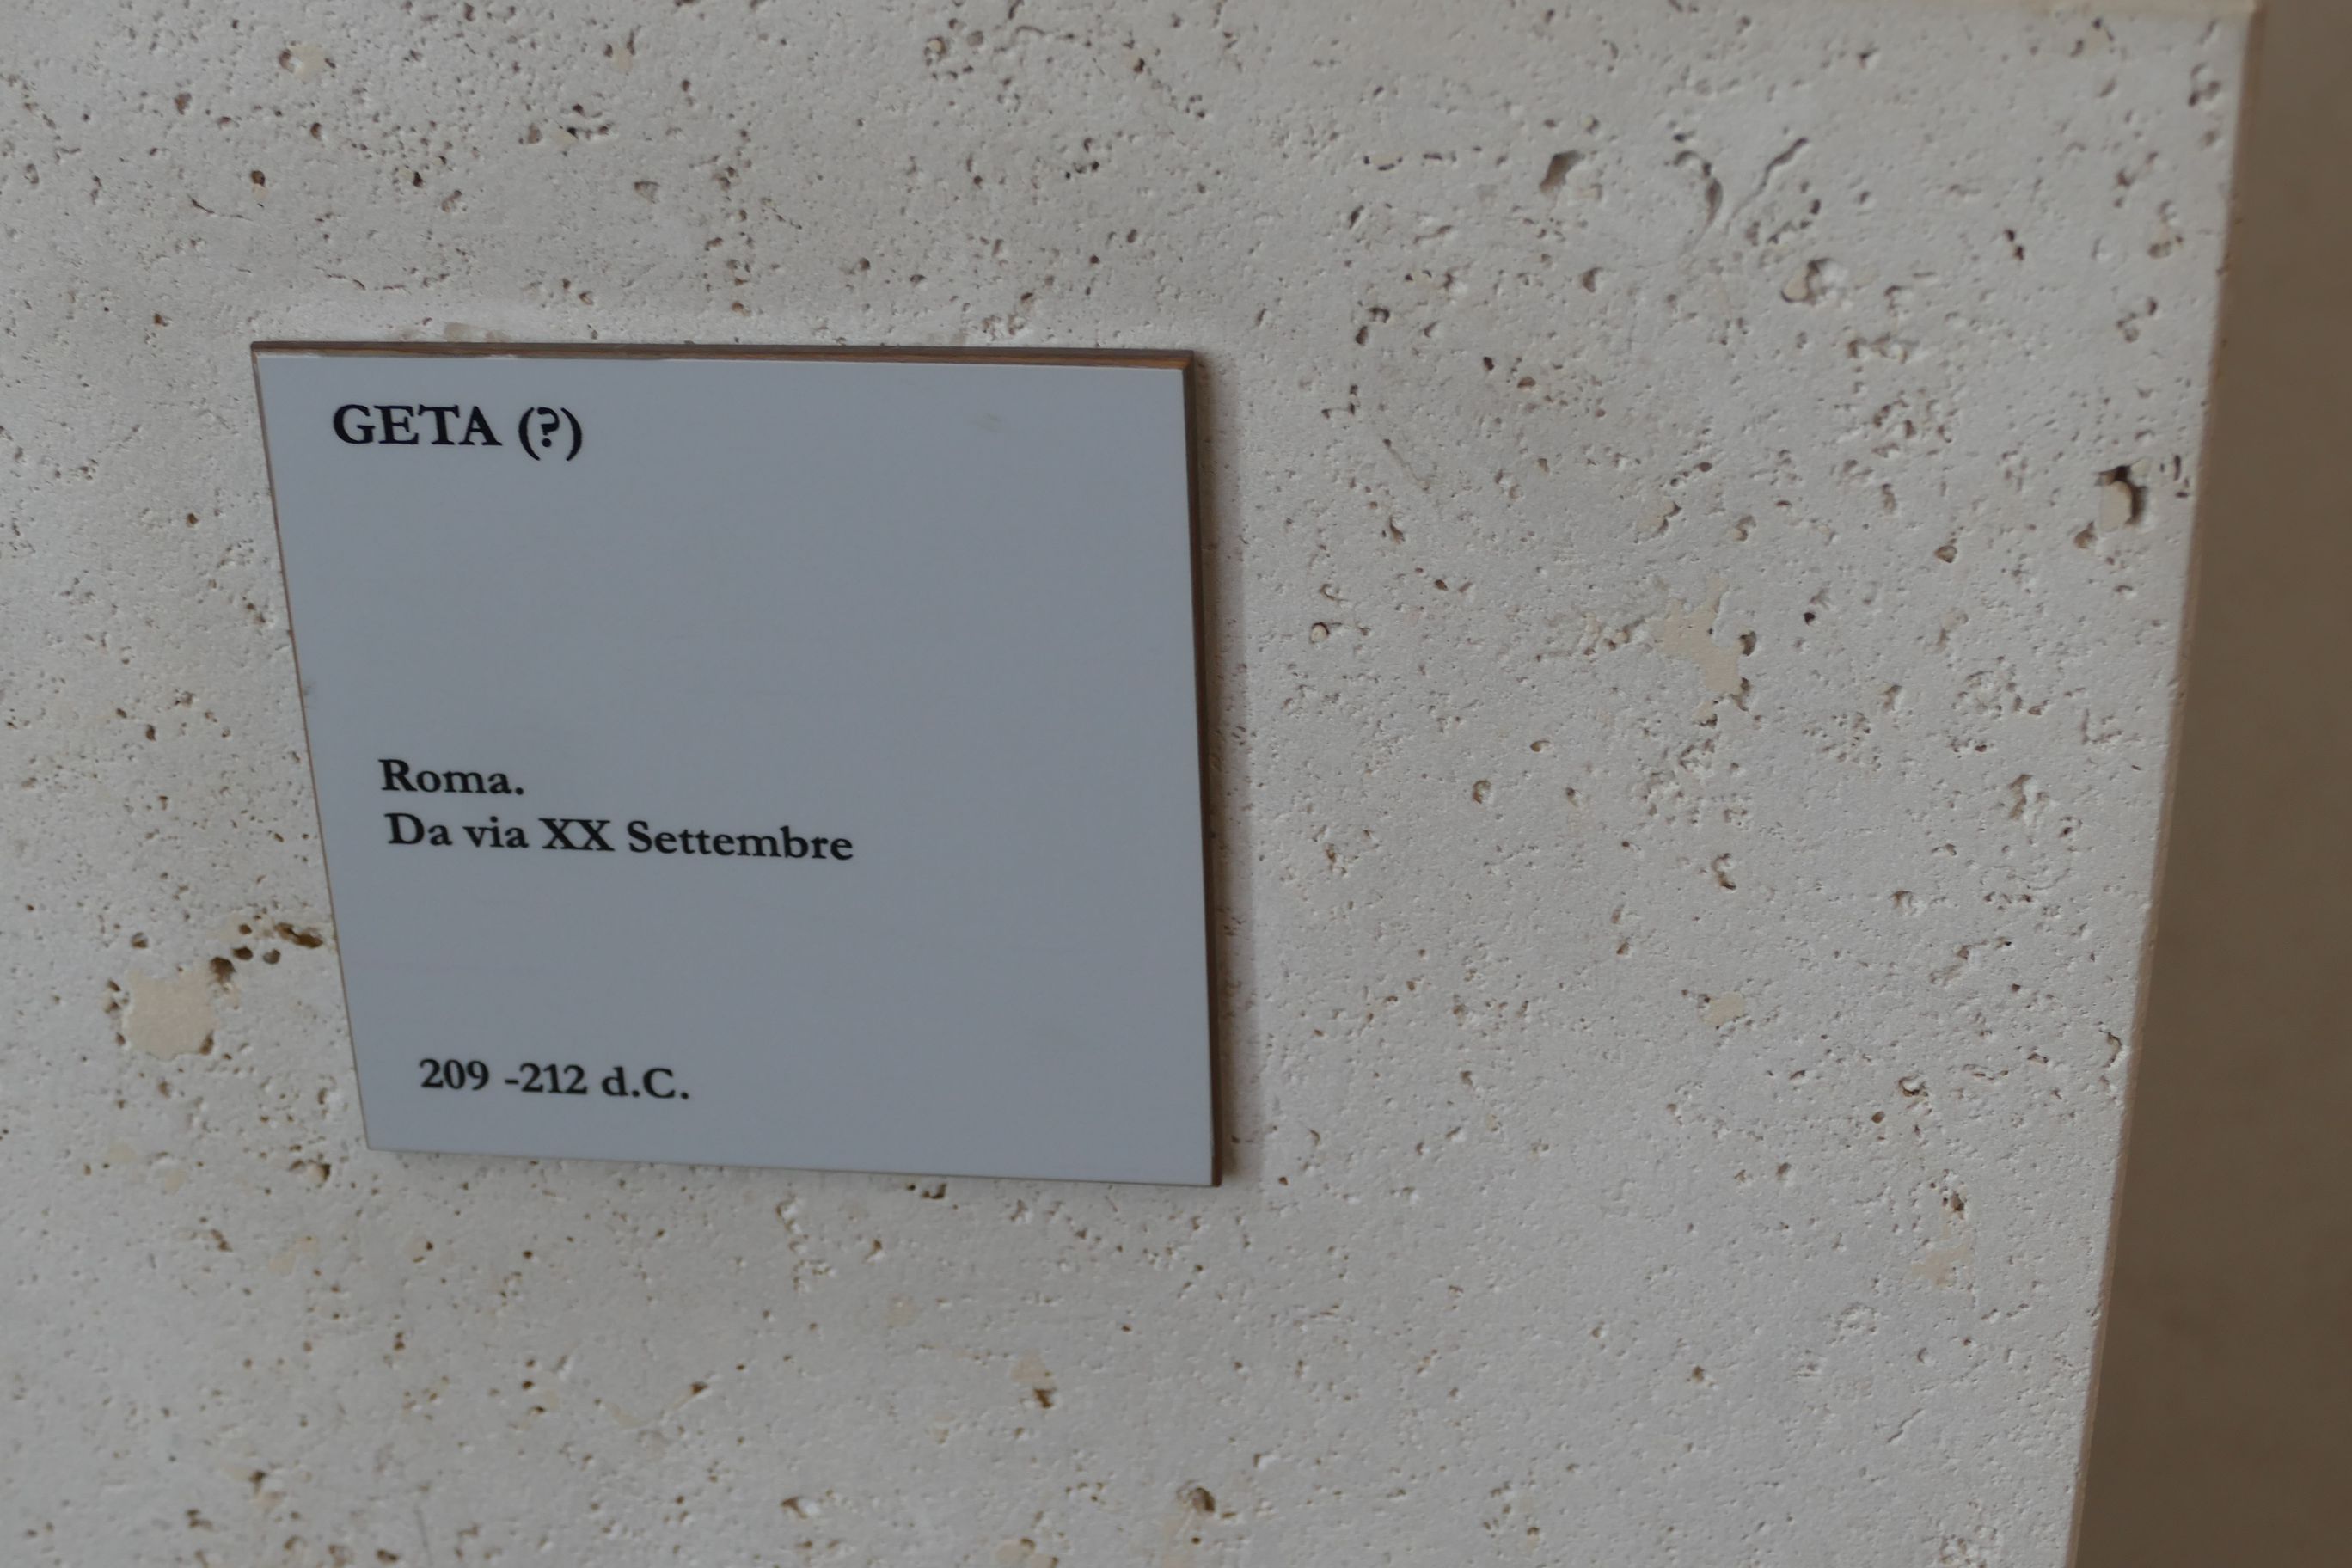 GETA (?)
Roma.
Da via XX Settembre
209 -212 d.C.